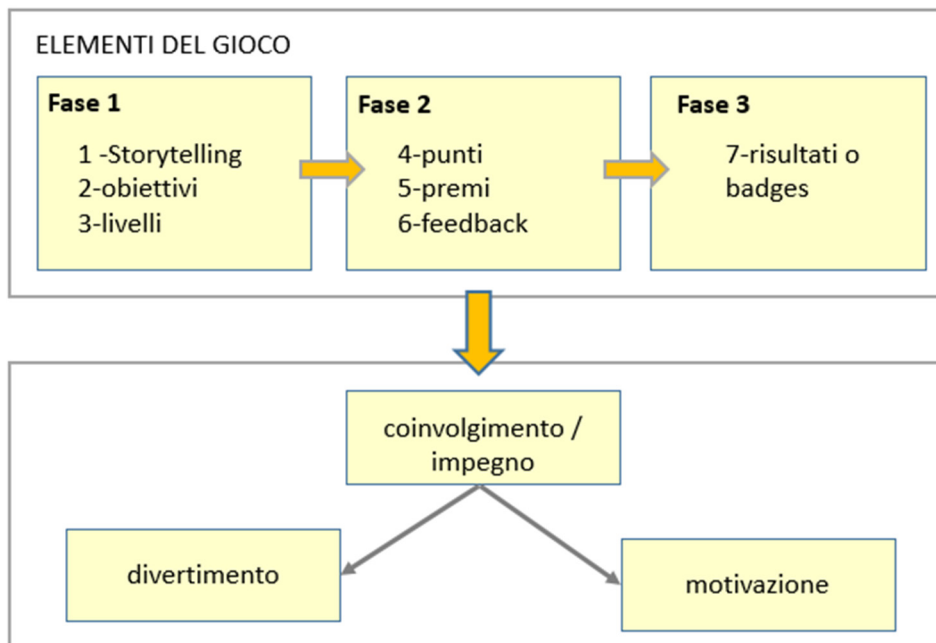 ELEMENTI DEL GIOCO
Fase 1
1 -Storytelling
2-obiettivi
3-livelli
Fase 2
4-punti
5-premi
6-feedback
Fase 3
7-risultati o
badges
coinvolgimento /
impegno
divertimento
motivazione